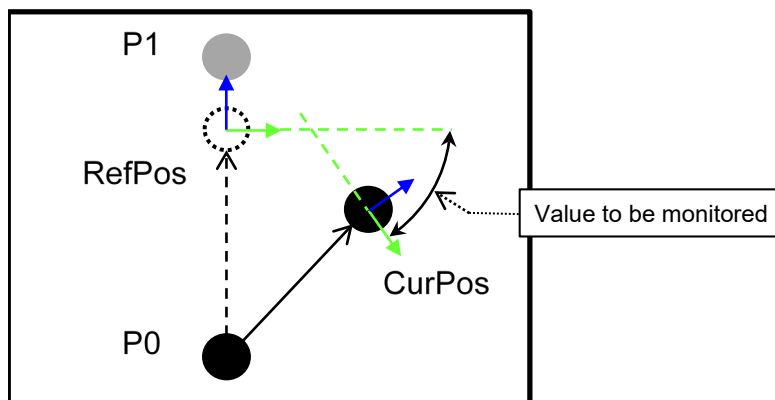 P1
RefPos
Value to be monitored
CurPos
P0